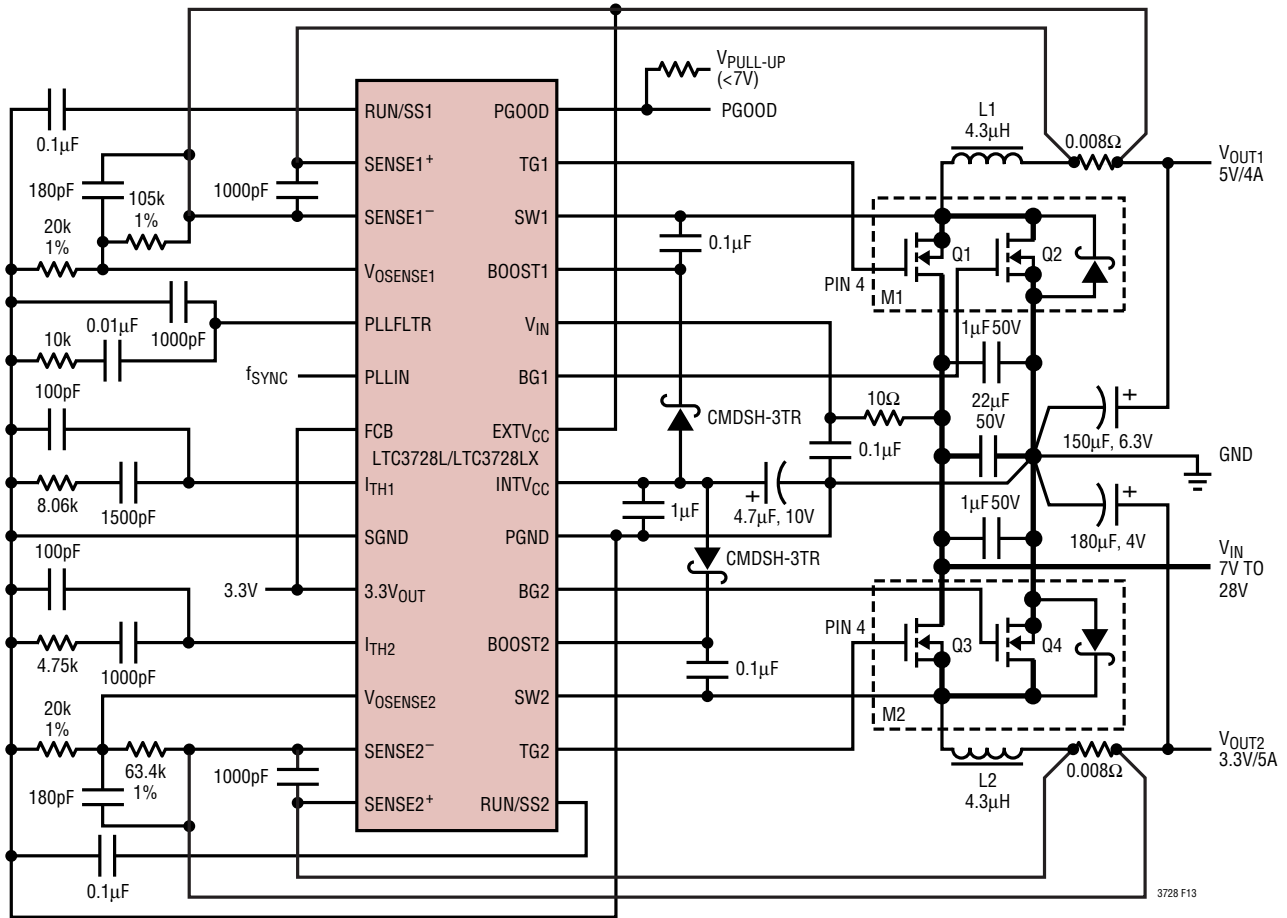 V_PULL-UP
(<7V)
RUN/SS1
PGOOD
PGOOD
L1
4.3µH
0.008Ω
0.1µF
SENSE1+
TG1
V_OUT1
5V/4A
180pF
105k
1%
1000pF
20k
1%
SENSE1–
SW1
0.1µF
V_OSENSE1
BOOST1
PIN 4
Q1
Q2
M1
0.01µF
1000pF
PLLFLTR
V_IN
1µF 50V
10k
f_SYNC
PLLIN
BG1
22µF
50V
100pF
10Ω
CMDSH-3TR
FCB
EXTV_CC
150µF, 6.3V
LTC3728L/LTC3728LX
0.1µF
GND
I_TH1
INTV_CC
8.06k
1500pF
1µF
4.7µF, 10V
1µF 50V
180µF, 4V
SGND
PGND
100pF
CMDSH-3TR
V_IN
7V TO
28V
3.3V
3.3V_OUT
BG2
PIN 4
I_TH2
BOOST2
Q3
Q4
4.75k
1000pF
0.1µF
V_OSENSE2
SW2
M2
20k
1%
SENSE2–
TG2
V_OUT2
3.3V/5A
63.4k
1%
1000pF
L2
4.3µH
0.008Ω
180pF
SENSE2+
RUN/SS2
0.1µF
3728 F13